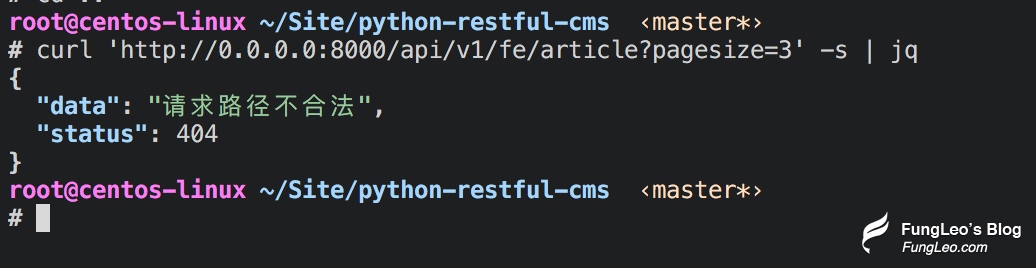 root@centos-linux ~/Site/python-restful-cms ‹master*›
# curl 'http://0.0.0.0:8000/api/v1/fe/article?pagesize=3' -s | jq
{
"data": "请求路径不合法",
"status": 404
}
root@centos-linux ~/Site/python-restful-cms ‹master*›
#
FungLeo's Blog
FungLeo.com